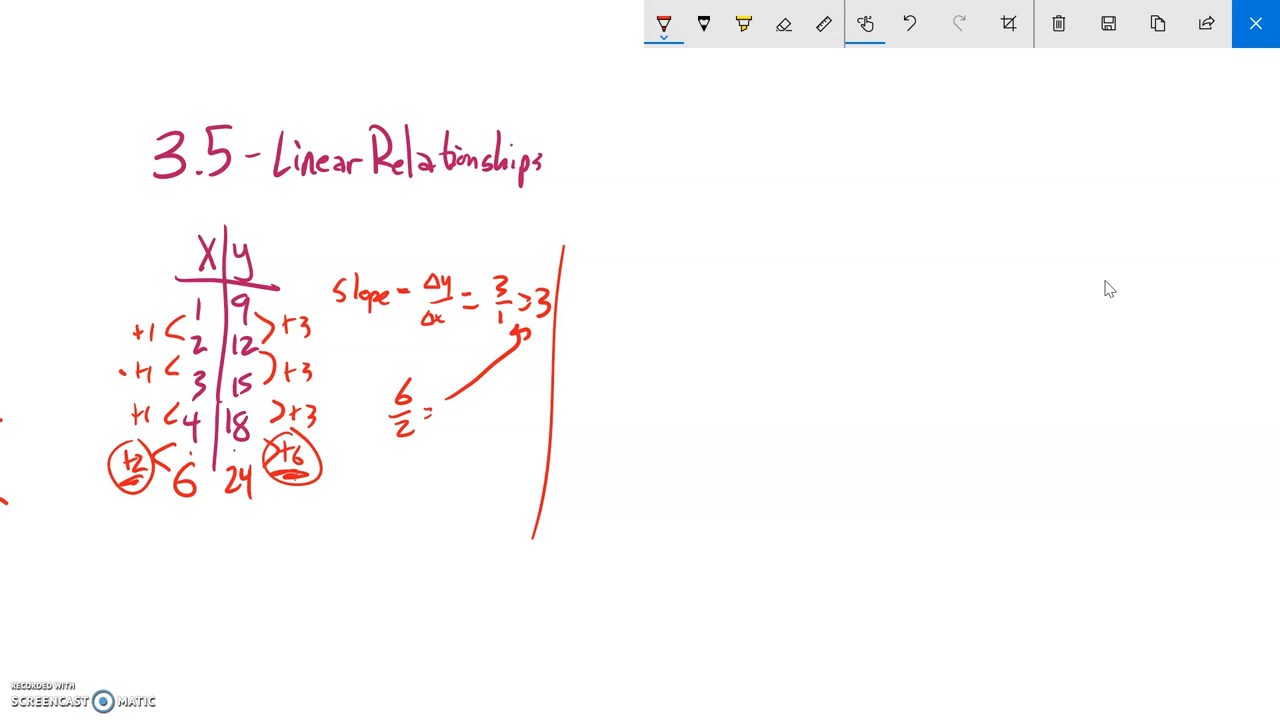 3.5 - Linear Relationships
x | y
slope = Δy/Δx = 3/1 = 3
1 | 9
+1 < > +3
2 | 12
+1 < ) +3
3 | 15
+1 < > +3
4 | 18
6/2 =
+2 < > +6
6 24
RECORDED WITH
SCREENCAST MATIC